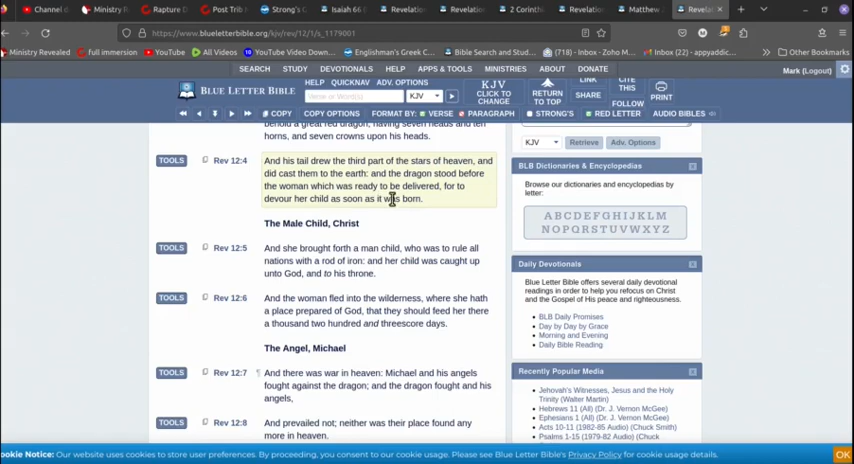 Channel d
Ministry R
Rapture D
Post Trib
Strong's G
Isaiah 66
Revelation
Revelation
2 Corinthi
Revelation
Matthew
Revelat
https://www.blueletterbible.org/kjv/rev/12/1/s_1179001
Ministry Revealed
full immersion
YouTube
All Videos
YouTube Video Down...
Englishman's Greek C...
Bible Search and Stud...
(718) - Inbox - Zoho M...
Inbox (22) - appyaddic...
Other Bookmarks
SEARCH STUDY DEVOTIONALS HELP APPS & TOOLS MINISTRIES ABOUT DONATE
Mark (Logout)
BLUE LETTER BIBLE
HELP QUICKNAV ADV. OPTIONS
Verse or Word(s)
KJV
KJV
CLICK TO
CHANGE
RETURN
TO TOP
LINK
SHARE
CITE
THIS
FOLLOW
PRINT
COPY COPY OPTIONS FORMAT BY: VERSE PARAGRAPH STRONG'S RED LETTER AUDIO BIBLES
behold a great red dragon, having seven heads and ten
horns, and seven crowns upon his heads.
TOOLS Rev 12:4 And his tail drew the third part of the stars of heaven, and
did cast them to the earth: and the dragon stood before
the woman which was ready to be delivered, for to
devour her child as soon as it was born.
The Male Child, Christ
TOOLS Rev 12:5 And she brought forth a man child, who was to rule all
nations with a rod of iron: and her child was caught up
unto God, and to his throne.
TOOLS Rev 12:6 And the woman fled into the wilderness, where she hath
a place prepared of God, that they should feed her there
a thousand two hundred and threescore days.
The Angel, Michael
TOOLS Rev 12:7 ¶ And there was war in heaven: Michael and his angels
fought against the dragon; and the dragon fought and his
angels,
TOOLS Rev 12:8 And prevailed not; neither was their place found any
more in heaven.
KJV Retrieve Adv. Options
BLB Dictionaries & Encyclopedias
Browse our dictionaries and encyclopedias by
letter:
A B C D E F G H I J K L M
N O P Q R S T U V W X Y Z
Daily Devotionals
Blue Letter Bible offers several daily devotional
readings in order to help you refocus on Christ
and the Gospel of His peace and righteousness.
BLB Daily Promises
Day by Day by Grace
Morning and Evening
Daily Bible Reading
Recently Popular Media
Jehovah's Witnesses, Jesus and the Holy
Trinity (Walter Martin)
Hebrews 11 (All) (Dr. J. Vernon McGee)
Ephesians 1 (All) (Dr. J. Vernon McGee)
Acts 10-11 (1982-85 Audio) (Chuck Smith)
Psalms 1-15 (1979-82 Audio) (Chuck
ookie Notice: Our website uses cookies to store user preferences. By proceeding, you consent to our cookie usage. Please see Blue Letter Bible's Privacy Policy for cookie usage details.
OK